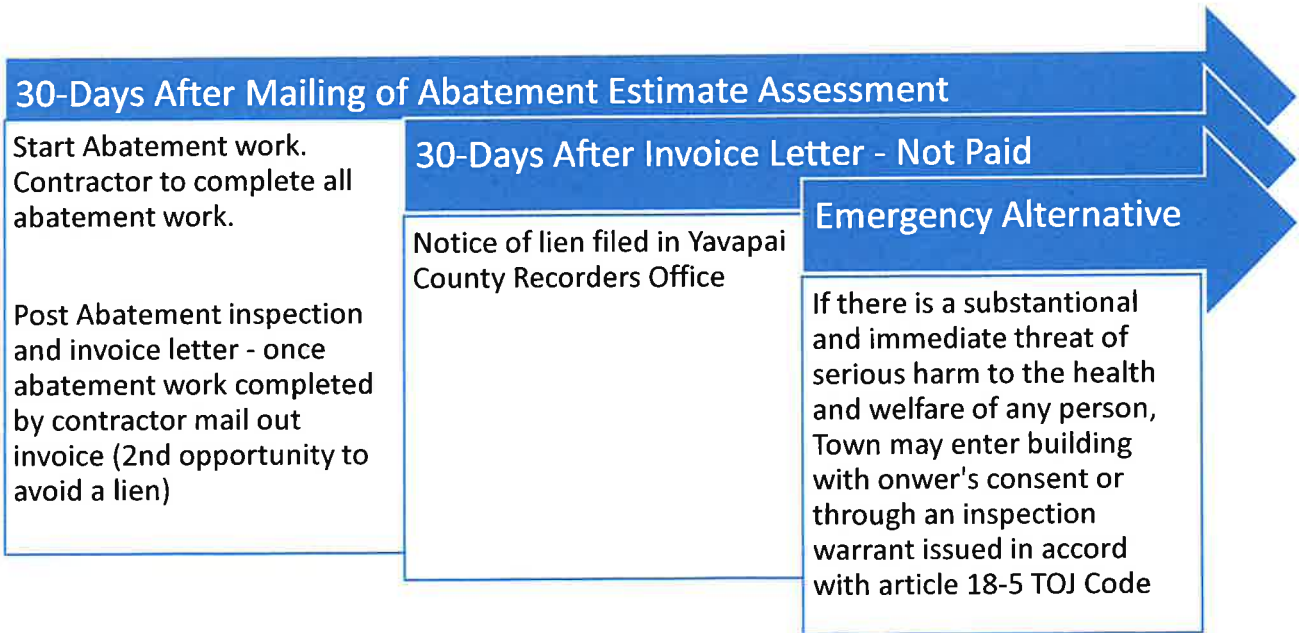 30-Days After Mailing of Abatement Estimate Assessment
Start Abatement work.
Contractor to complete all
abatement work.
Post Abatement inspection
and invoice letter - once
abatement work completed
by contractor mail out
invoice (2nd opportunity to
avoid a lien)
30-Days After Invoice Letter - Not Paid
Notice of lien filed in Yavapai
County Recorders Office
Emergency Alternative
If there is a substantional
and immediate threat of
serious harm to the health
and welfare of any person,
Town may enter building
with onwer's consent or
through an inspection
warrant issued in accord
with article 18-5 TOJ Code